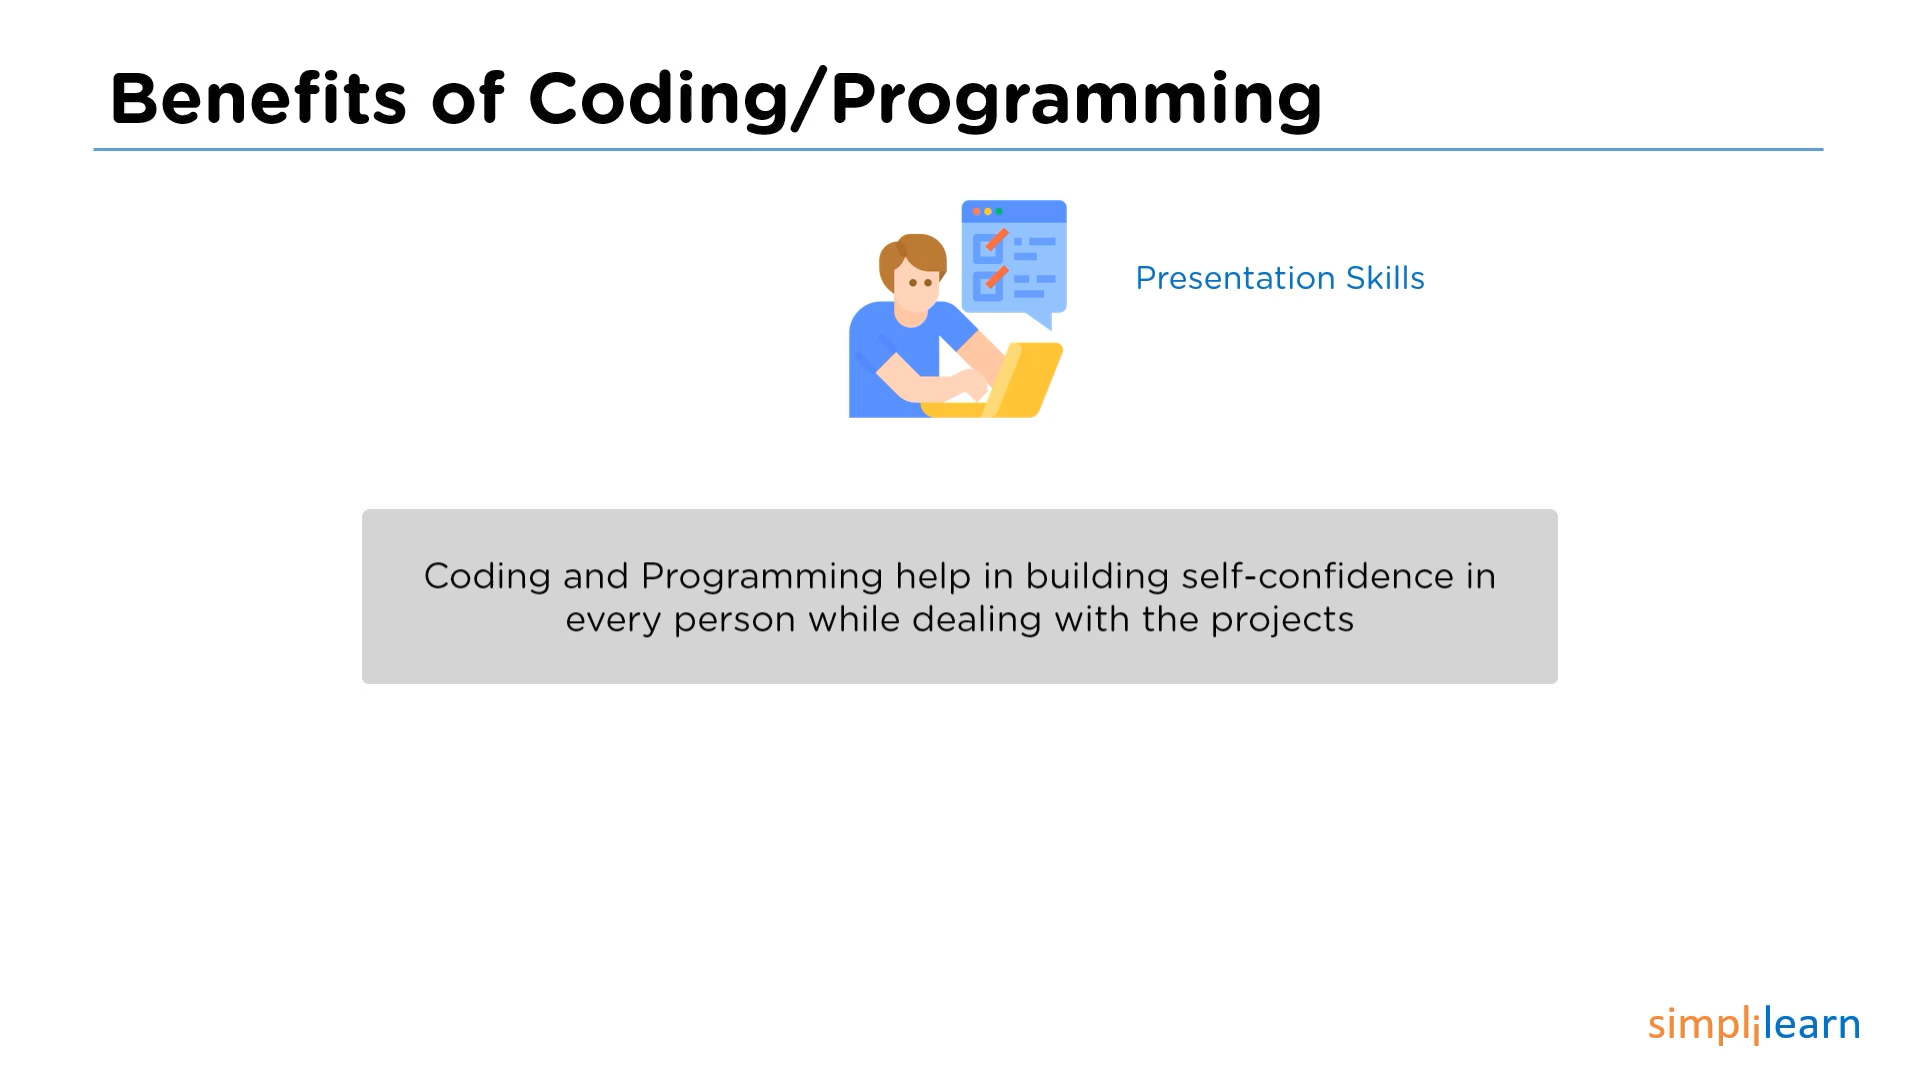 Benefits of Coding/Programming
Presentation Skills
Coding and Programming help in building self-confidence in
every person while dealing with the projects
simplilearn